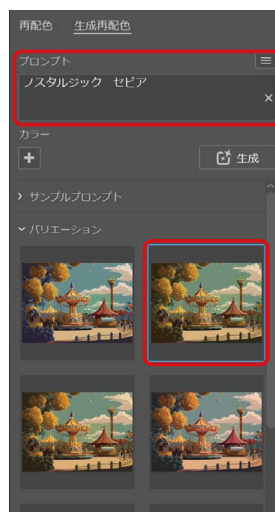 再配色 生成再配色
プロンプト
ノスタルジック セピア
カラー
生成
サンプルプロンプト
バリエーション